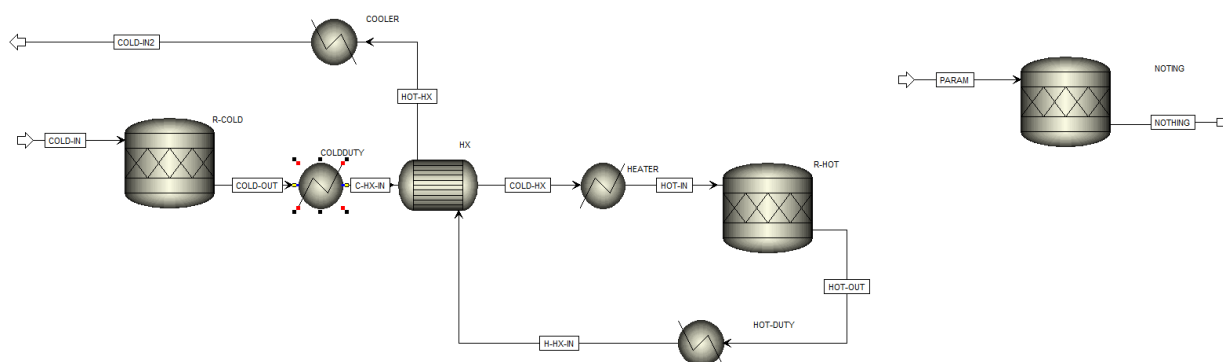 COOLER
COLD-IN2
HOT-HX
NOTING
PARAM
NOTHING
R-COLD
COLD-IN
COLDDUTY
HX
COLD-OUT
C-HX-IN
COLD-HX
HEATER
HOT-IN
R-HOT
HOT-OUT
HOT-DUTY
H-HX-IN